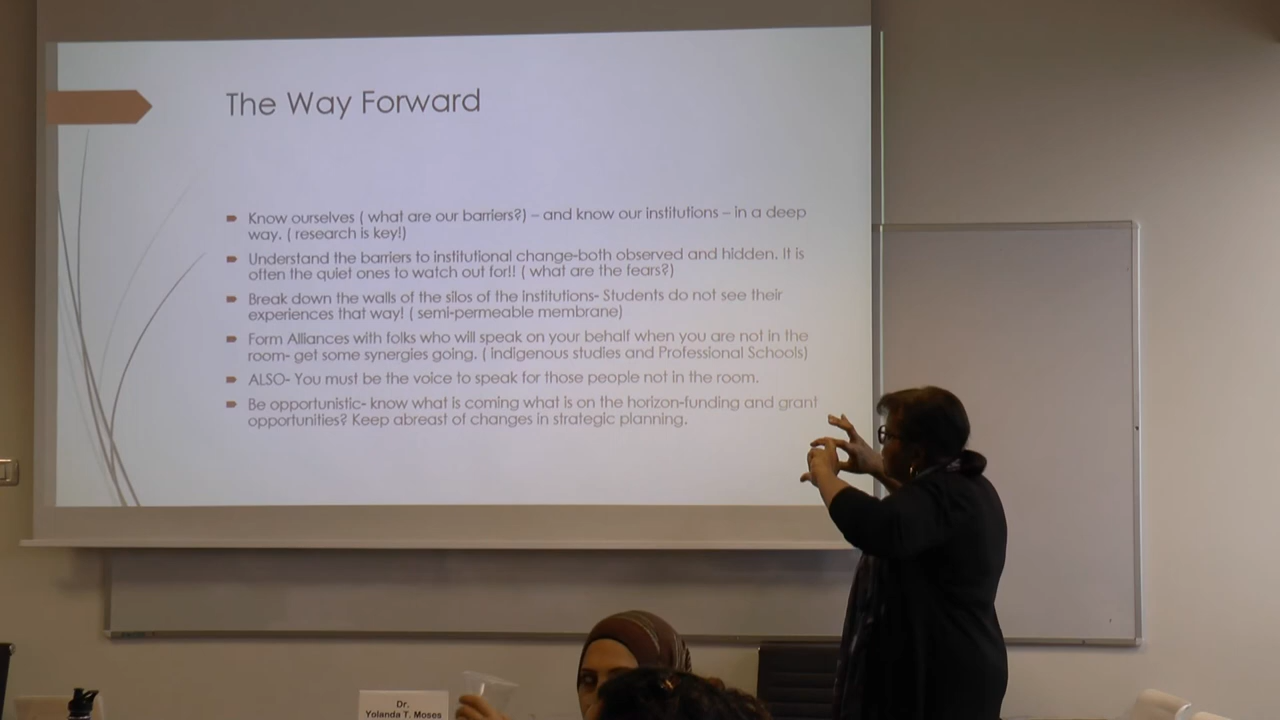 The Way Forward
Know ourselves ( what are our barriers?) – and know our institutions – in a deep
way. ( research is key!)
Understand the barriers to institutional change-both observed and hidden. It is
often the quiet ones to watch out for!! ( what are the fears?)
Break down the walls of the silos of the institutions- Students do not see their
experiences that way! ( semi-permeable membrane)
Form Alliances with folks who will speak on your behalf when you are not in the
room- get some synergies going. ( indigenous studies and Professional Schools)
ALSO- You must be the voice to speak for those people not in the room.
Be opportunistic- know what is coming what is on the horizon-funding and grant
opportunities? Keep abreast of changes in strategic planning.
Dr.
Yolanda T. Moses